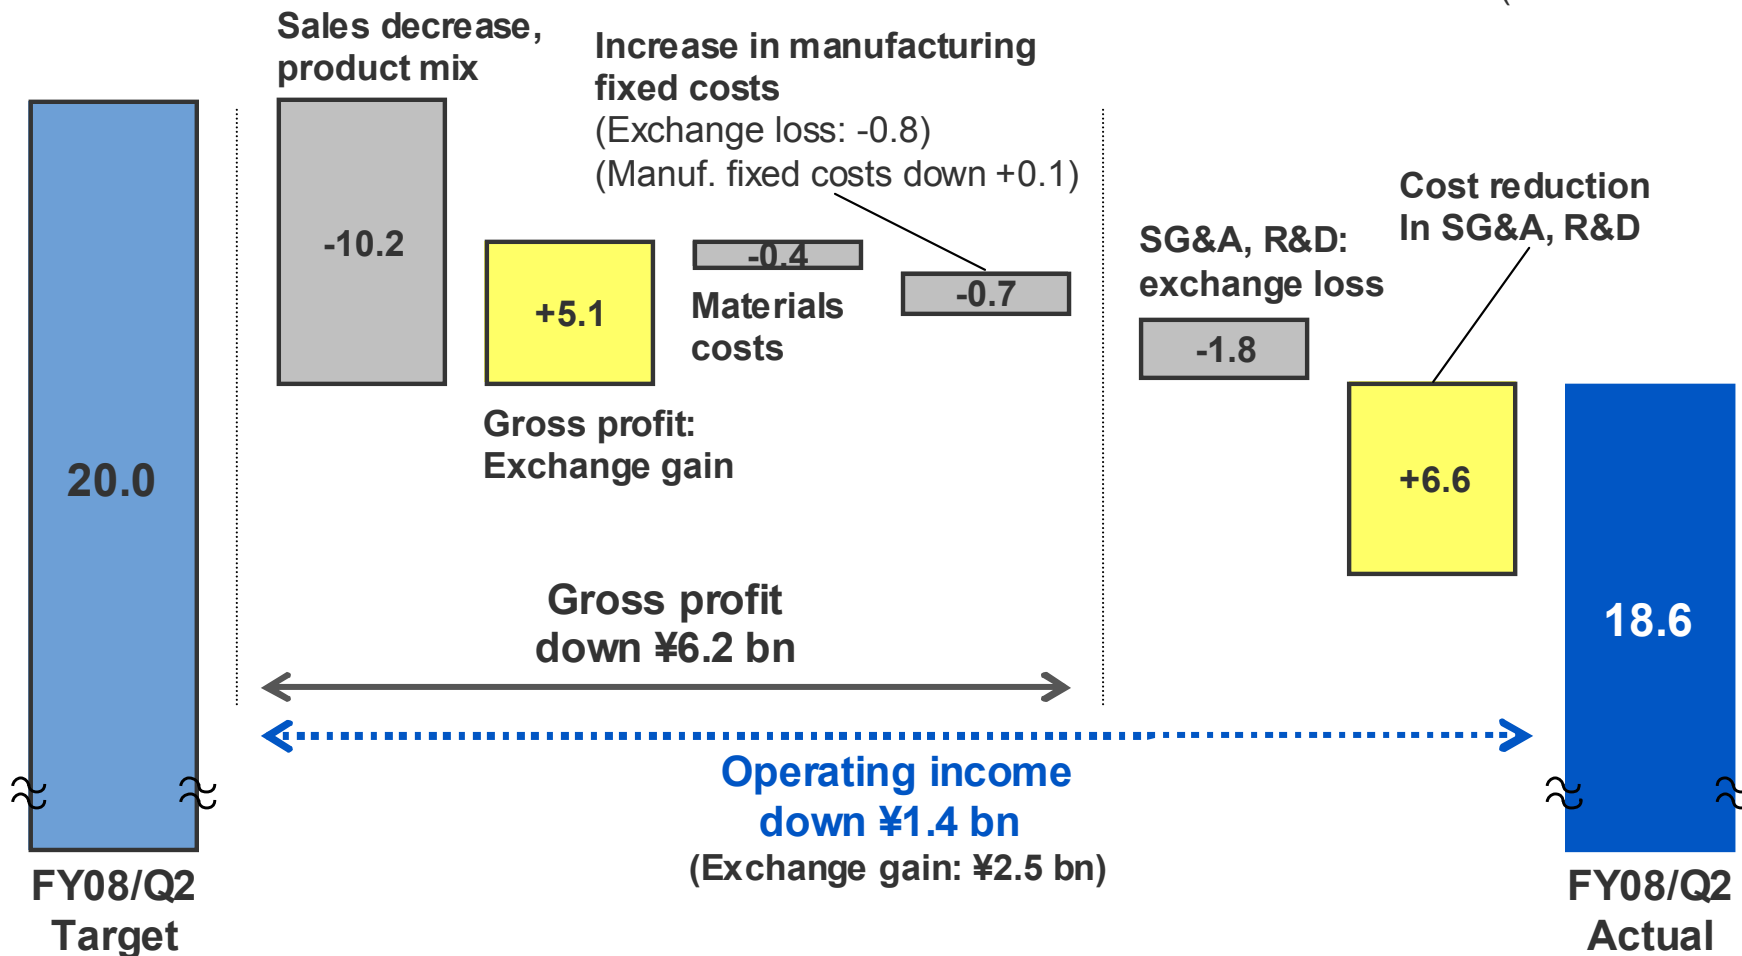 (
Sales decrease,
product mix
Increase in manufacturing
fixed costs
(Exchange loss: -0.8)
(Manuf. fixed costs down +0.1)
-10.2
+5.1
-0.4
-0.7
Materials
costs
Gross profit:
Exchange gain
SG&A, R&D:
exchange loss
-1.8
Cost reduction
In SG&A, R&D
+6.6
20.0
18.6
Gross profit
down ¥6.2 bn
Operating income
down ¥1.4 bn
(Exchange gain: ¥2.5 bn)
FY08/Q2
Target
FY08/Q2
Actual